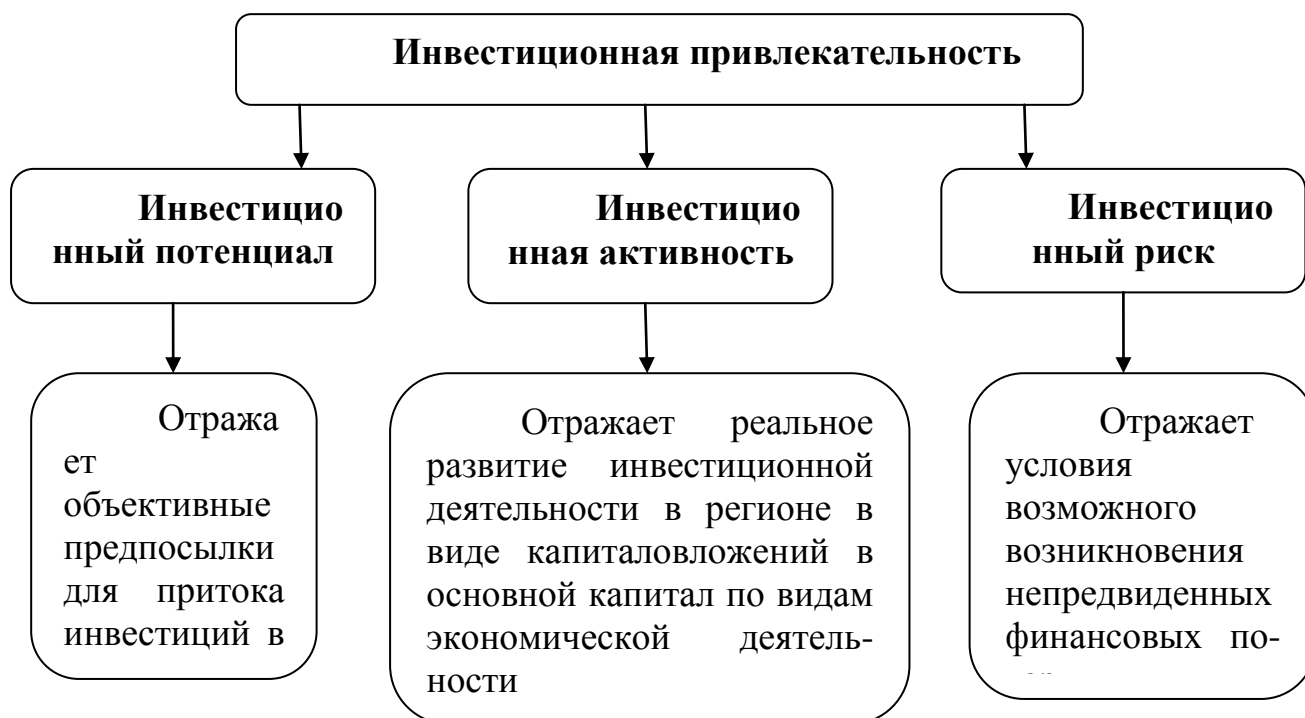 Инвестиционная привлекательность
Инвестицио
нный потенциал
Инвестицио
нная активность
Инвестицио
нный риск
Отража
ет
объективные
предпосылки
для притока
инвестиций в
Отражает реальное
развитие инвестиционной
деятельности в регионе в
виде капиталовложений в
основной капитал по видам
экономической деятель-
ности
Отражает
условия
возможного
возникновения
непредвиденных
финансовых по-